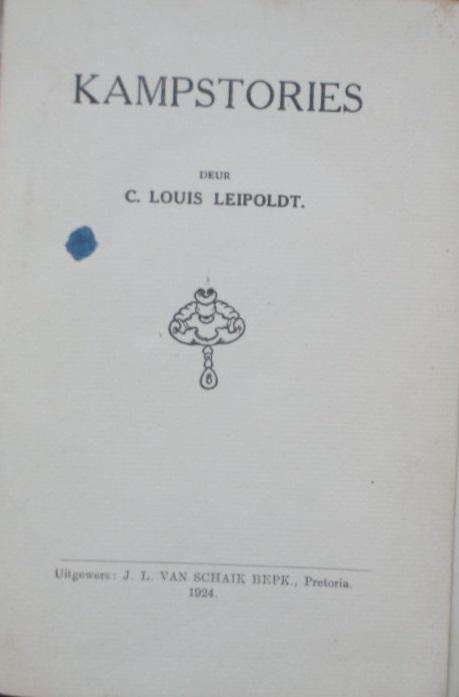 KAMPSTORIES
DEUR
C. LOUIS LEIPOLDT.
Uitgewers: J. L. VAN SCHAIK BEPK., Pretoria.
1924.